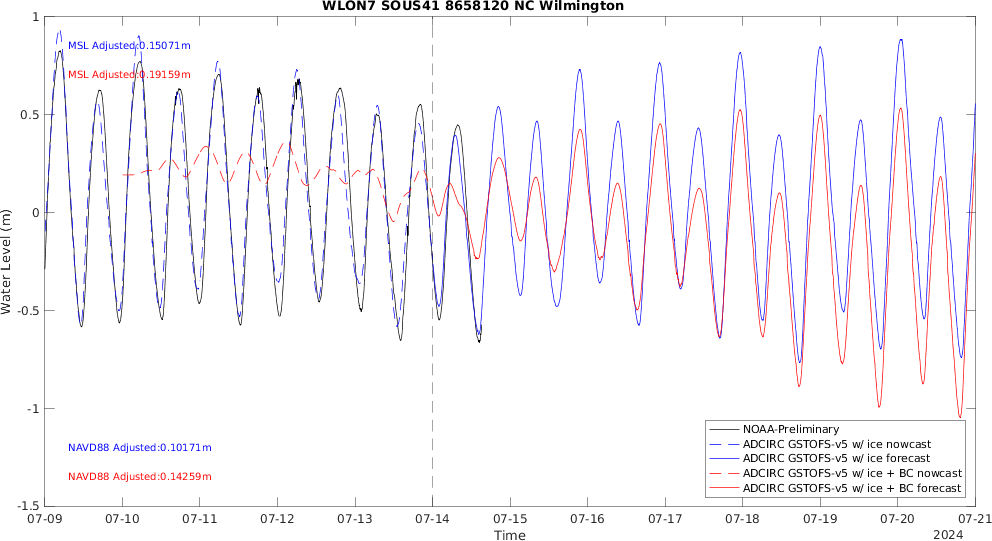 WLON7 SOUS41 8658120 NC Wilmington
MSL Adjusted:0.15071m
MSL Adjusted:0.19159m
NAVD88 Adjusted:0.10171m
NAVD88 Adjusted:0.14259m
Water Level (m)
1
0.5
0
-0.5
-1
-1.5
NOAA-Preliminary
ADCIRC GSTOFS-v5 w/ ice nowcast
ADCIRC GSTOFS-v5 w/ ice forecast
ADCIRC GSTOFS-v5 w/ ice + BC nowcast
ADCIRC GSTOFS-v5 w/ ice + BC forecast
07-09 07-10 07-11 07-12 07-13 07-14 07-15 07-16 07-17 07-18 07-19 07-20 07-21
Time
2024